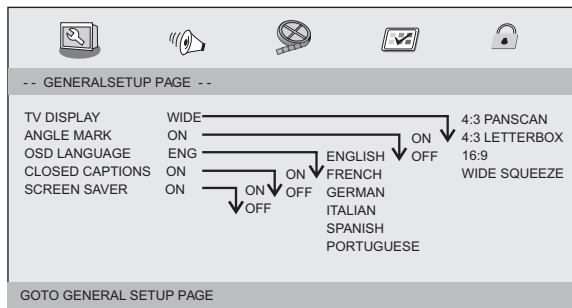 - - GENERALSETUP PAGE - -
TV DISPLAY WIDE 4:3 PANSCAN
ANGLE MARK ON ON 4:3 LETTERBOX
OSD LANGUAGE ENG ENGLISH OFF 16:9
CLOSED CAPTIONS ON ON FRENCH WIDE SQUEEZE
SCREEN SAVER ON ON OFF GERMAN
OFF ITALIAN
SPANISH
PORTUGUESE
GOTO GENERAL SETUP PAGE